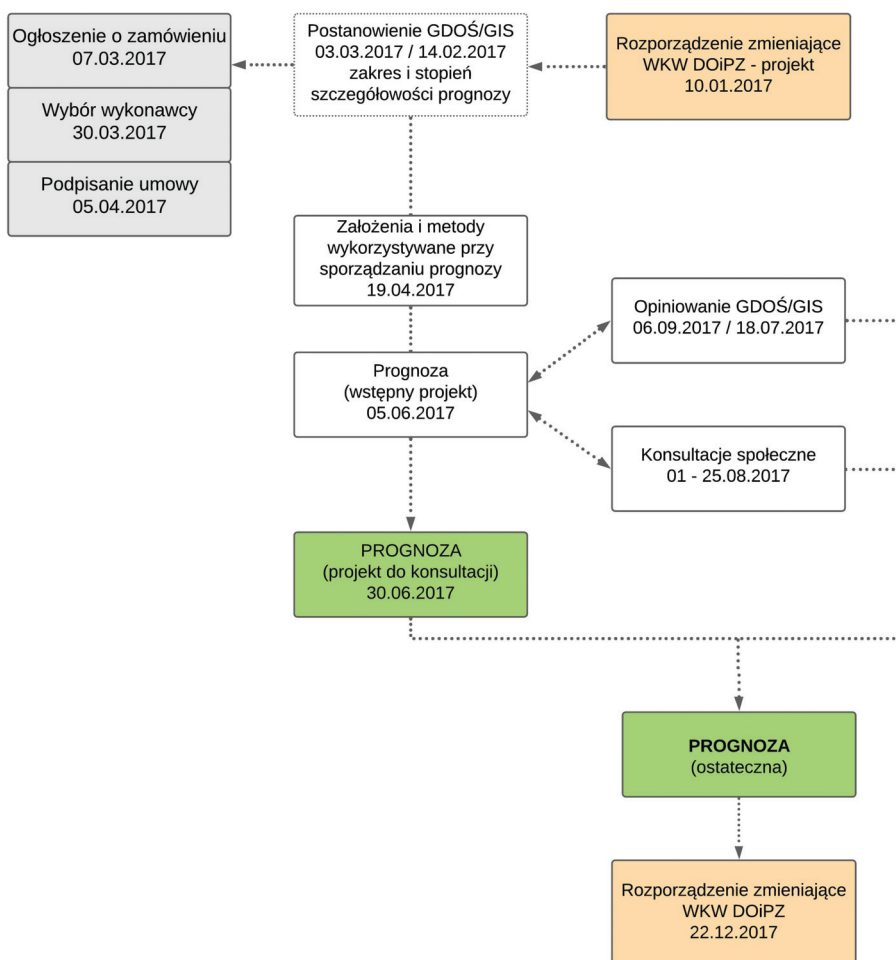 Ogłoszenie o zamówieniu
07.03.2017
Wybór wykonawcy
30.03.2017
Podpisanie umowy
05.04.2017
Postanowienie GDOŚ/GIS
03.03.2017 / 14.02.2017
zakres i stopień
szczegółowości prognozy
Rozporządzenie zmieniające
WKW DOiPZ - projekt
10.01.2017
Założenia i metody
wykorzystywane przy
sporządzaniu prognozy
19.04.2017
Opiniowanie GDOŚ/GIS
06.09.2017 / 18.07.2017
Prognoza
(wstępny projekt)
05.06.2017
Konsultacje społeczne
01 - 25.08.2017
PROGNOZA
(projekt do konsultacji)
30.06.2017
PROGNOZA
(ostateczna)
Rozporządzenie zmieniające
WKW DOiPZ
22.12.2017